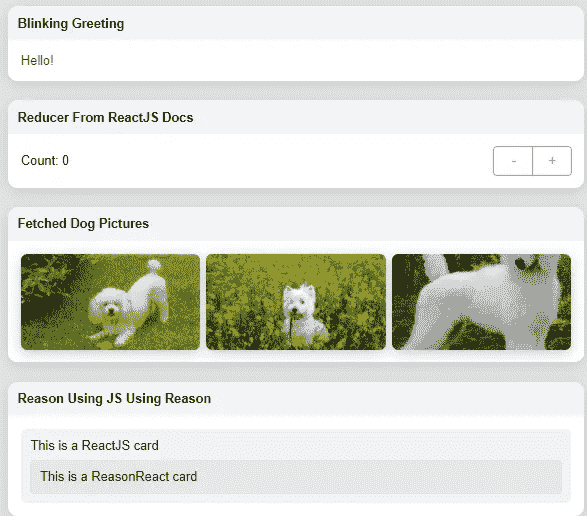 Blinking Greeting
Hello!
Reducer From ReactJS Docs
Count: 0
- +
Fetched Dog Pictures
Reason Using JS Using Reason
This is a ReactJS card
This is a ReasonReact card